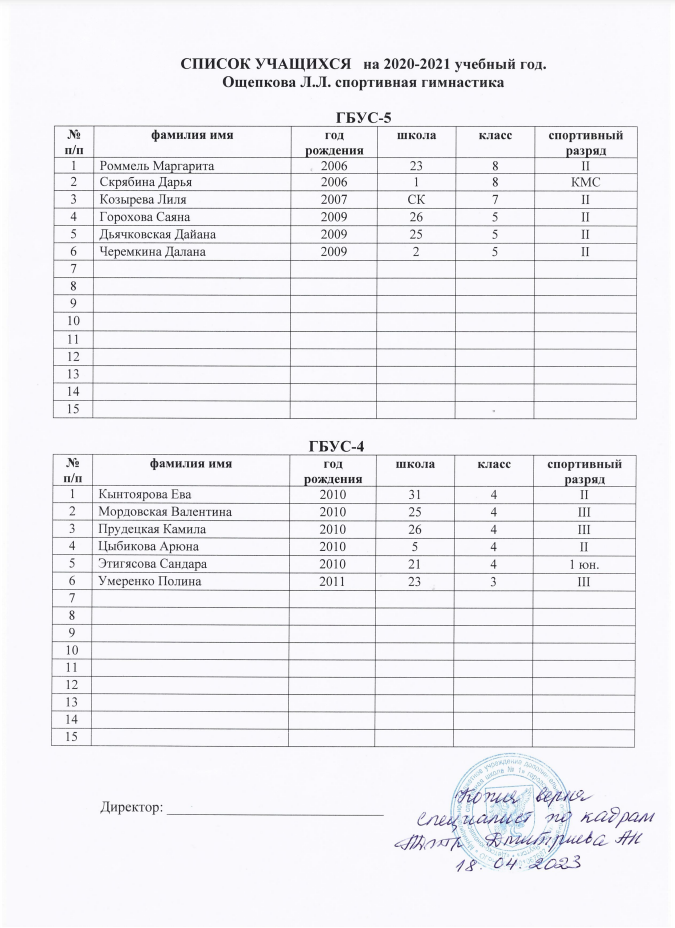 СПИСОК УЧАЩИХСЯ на 2020-2021 учебный год.
Ощепкова Л.Л. спортивная гимнастика
ГБУС-5
№ п/п фамилия имя год рождения школа класс спортивный разряд
1 Роммель Маргарита 2006 23 8 II
2 Скрябина Дарья 2006 1 8 КМС
3 Козырева Лиля 2007 СК 7 II
4 Горохова Саяна 2009 26 5 II
5 Дьячковская Дайана 2009 25 5 II
6 Черемкина Далана 2009 2 5 II
7
8
9
10
11
12
13
14
15
ГБУС-4
№ п/п фамилия имя год рождения школа класс спортивный разряд
1 Кынтоярова Ева 2010 31 4 II
2 Мордовская Валентина 2010 25 4 III
3 Прудецкая Камила 2010 26 4 III
4 Цыбикова Арюна 2010 5 4 II
5 Этигясова Сандара 2010 21 4 1 юн.
6 Умеренко Полина 2011 23 3 III
7
8
9
10
11
12
13
14
15
Директор:
Копия верна
специалист по кадрам
Дмитриева АН
18.04.2023